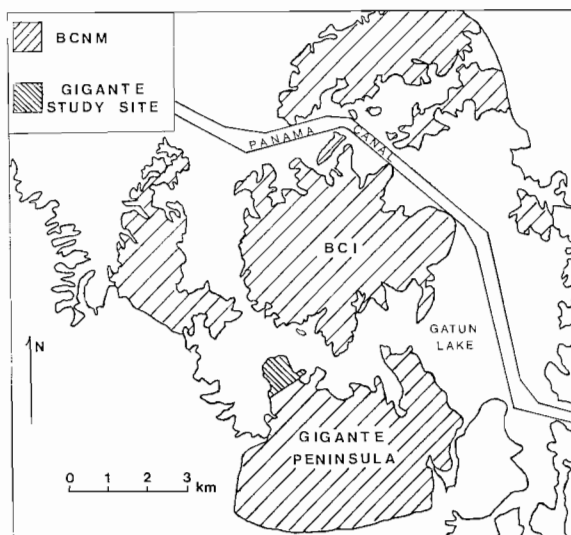 BCNM
GIGANTE
STUDY SITE
PANAMA
CANAL
BCI
GATUN
LAKE
N
GIGANTE
PENINSULA
0 1 2 3
km